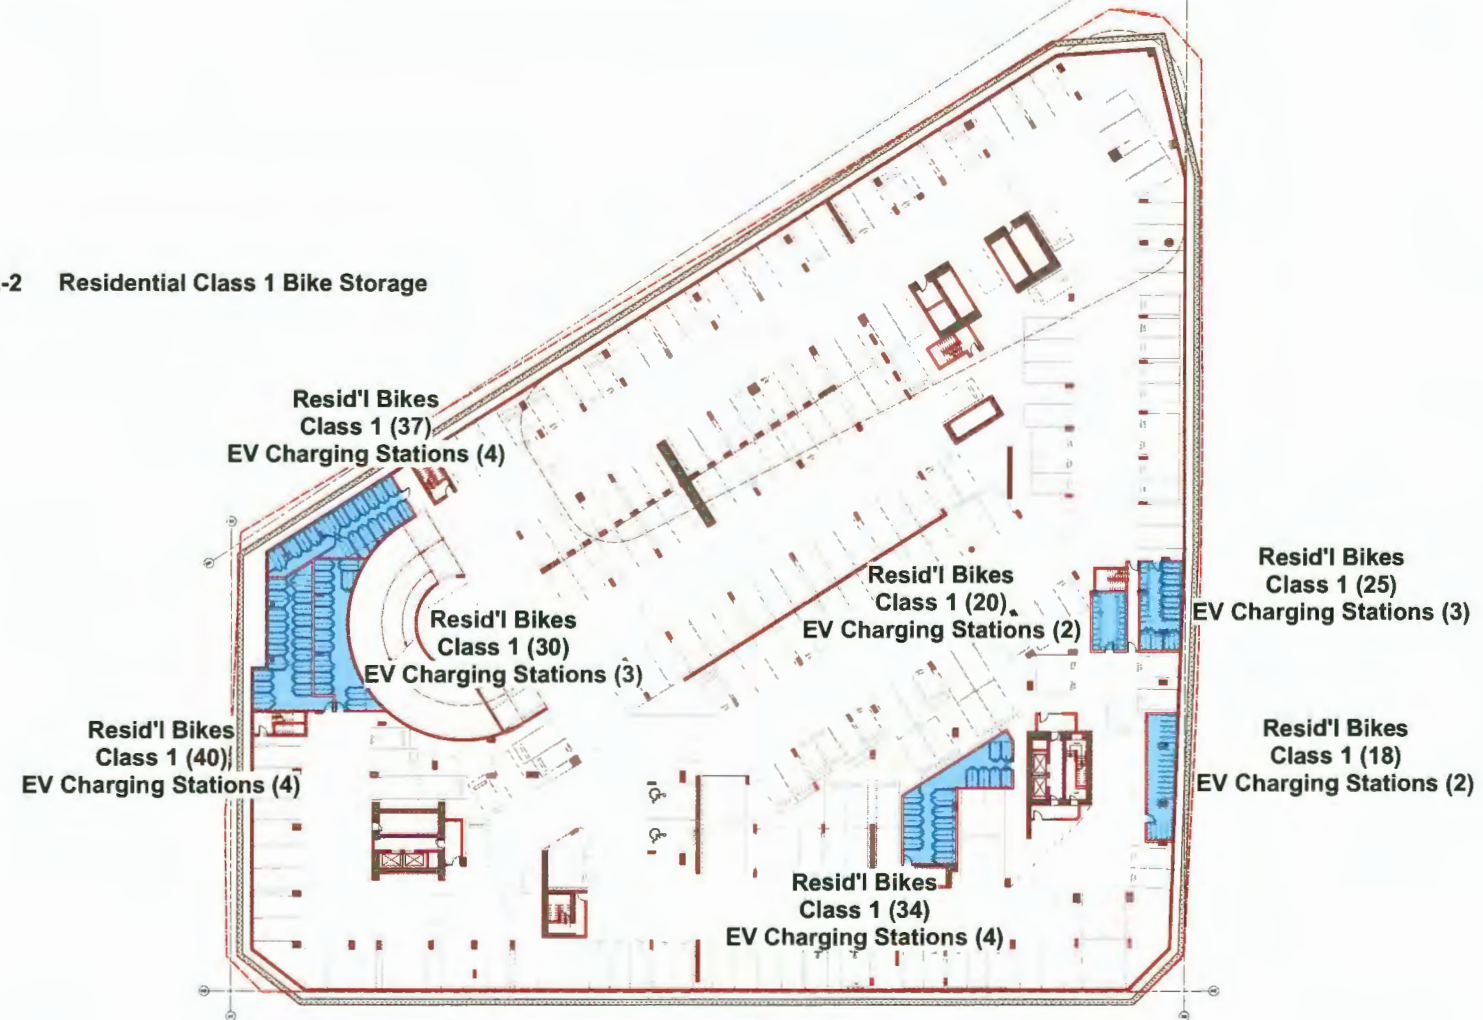 -2 Residential Class 1 Bike Storage
Resid'l Bikes
Class 1 (37)
EV Charging Stations (4)
Resid'l Bikes
Class 1 (30)
EV Charging Stations (3)
Resid'l Bikes
Class 1 (20)
EV Charging Stations (2)
Resid'l Bikes
Class 1 (25)
EV Charging Stations (3)
Resid'l Bikes
Class 1 (40)
EV Charging Stations (4)
Resid'l Bikes
Class 1 (18)
EV Charging Stations (2)
Resid'l Bikes
Class 1 (34)
EV Charging Stations (4)